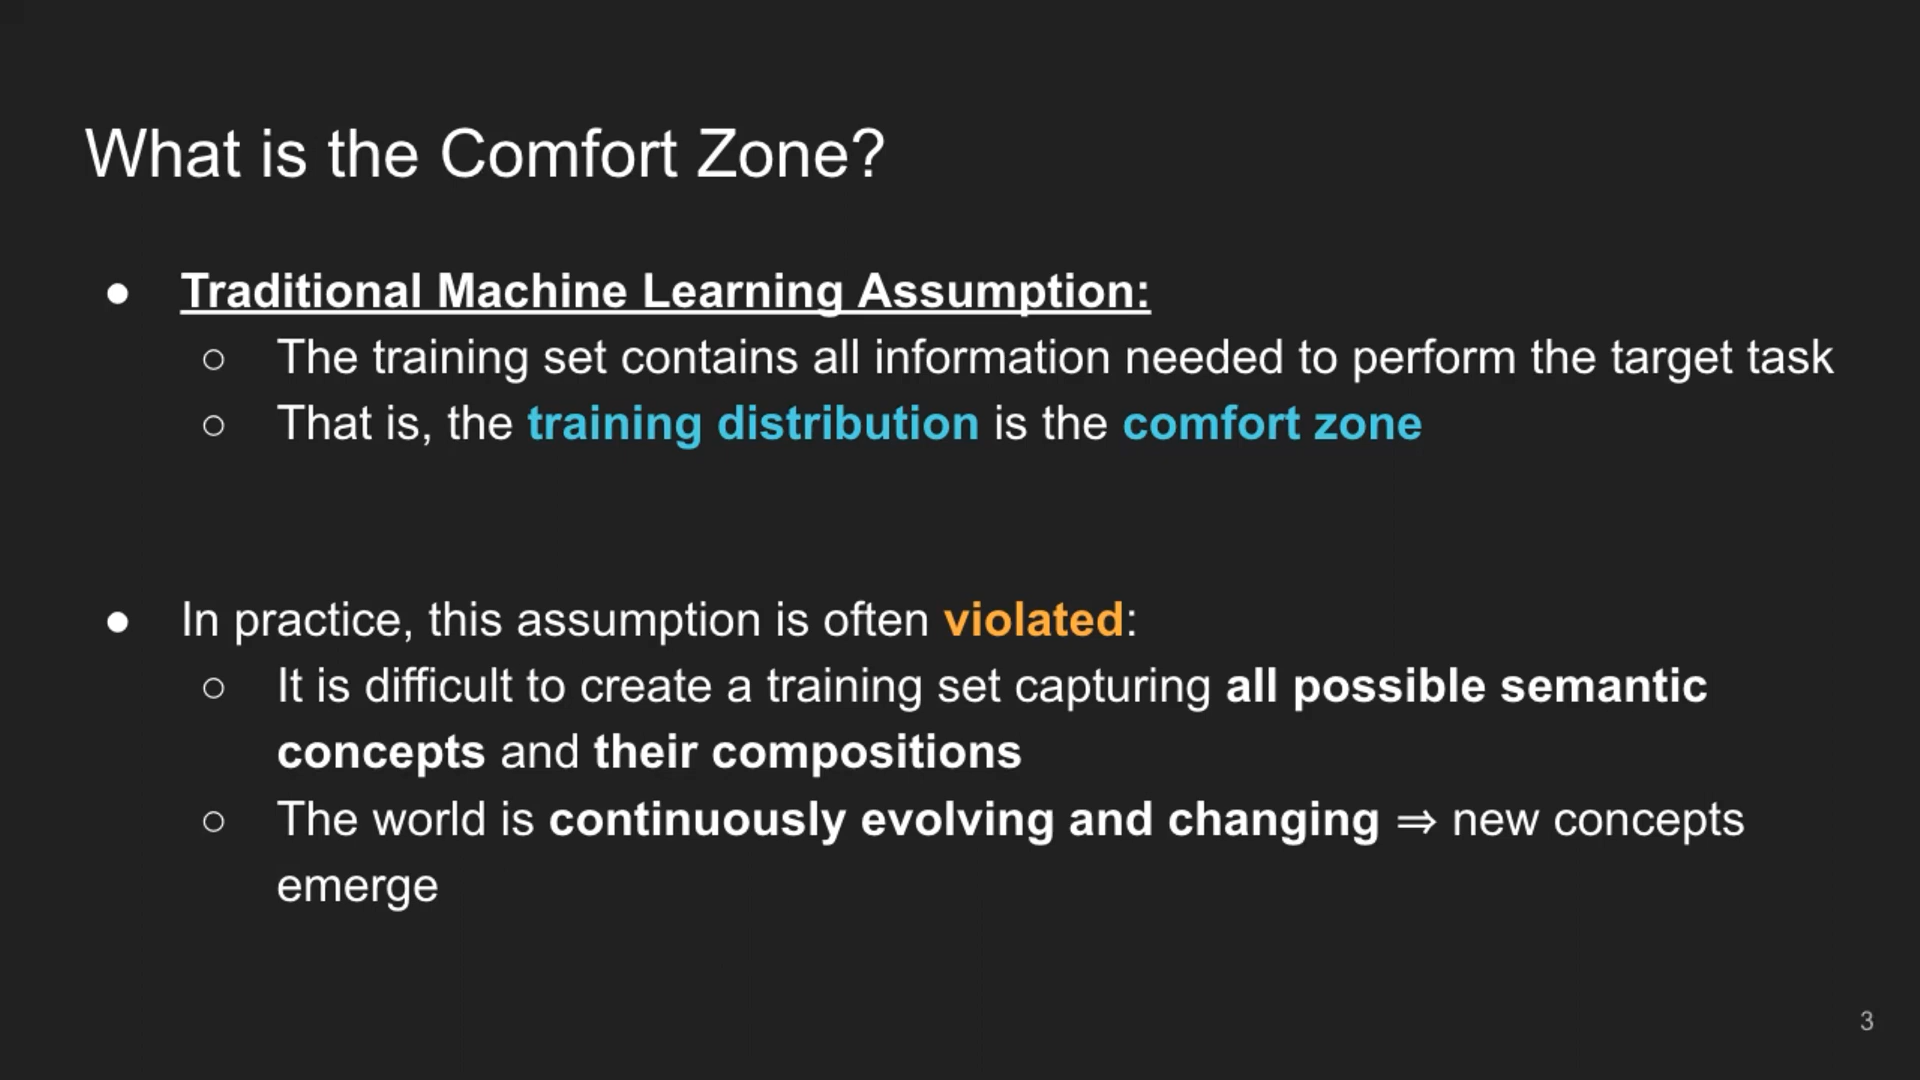 What is the Comfort Zone?
● Traditional Machine Learning Assumption:
○ The training set contains all information needed to perform the target task
○ That is, the training distribution is the comfort zone
● In practice, this assumption is often violated:
○ It is difficult to create a training set capturing all possible semantic
concepts and their compositions
○ The world is continuously evolving and changing ⇒ new concepts
emerge
3